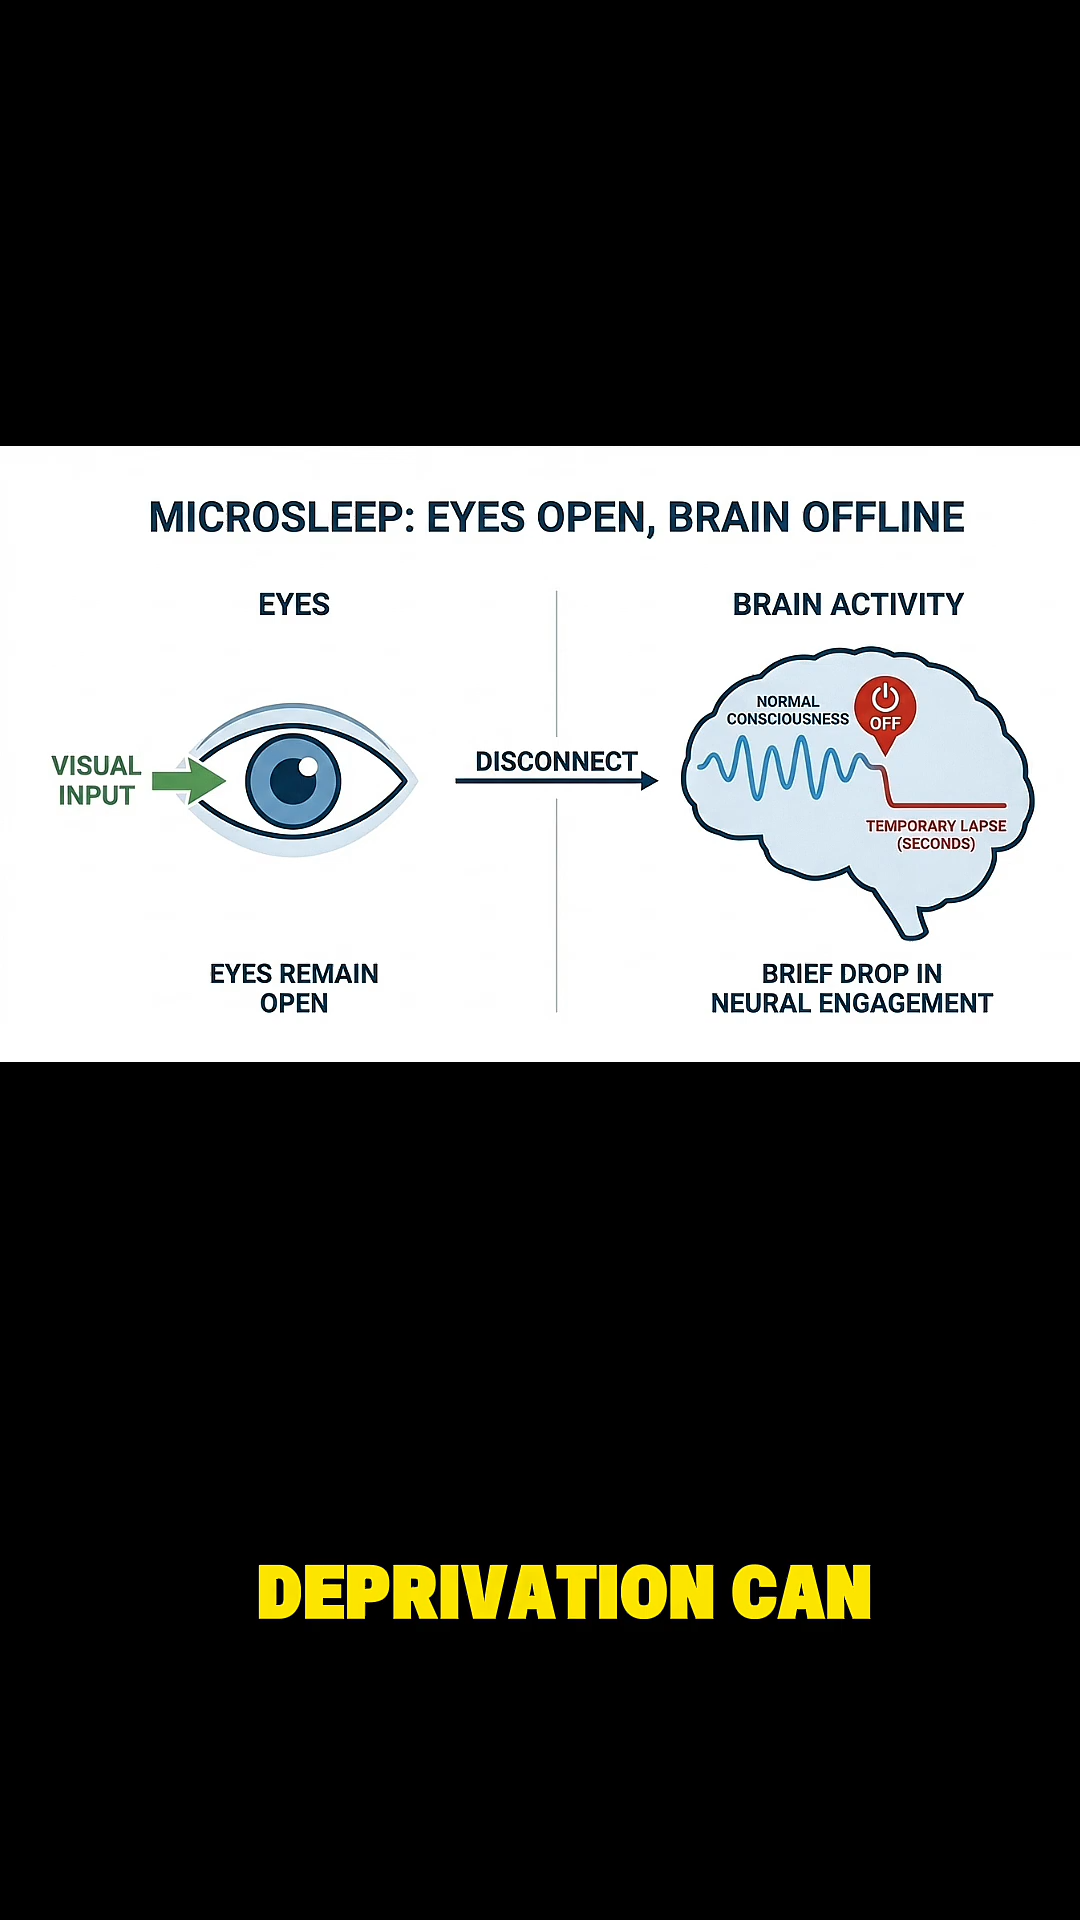 MICROSLEEP: EYES OPEN, BRAIN OFFLINE
EYES
VISUAL
INPUT
EYES REMAIN
OPEN
DISCONNECT
BRAIN ACTIVITY
NORMAL
CONSCIOUSNESS
OFF
TEMPORARY LAPSE
(SECONDS)
BRIEF DROP IN
NEURAL ENGAGEMENT
DEPRIVATION CAN